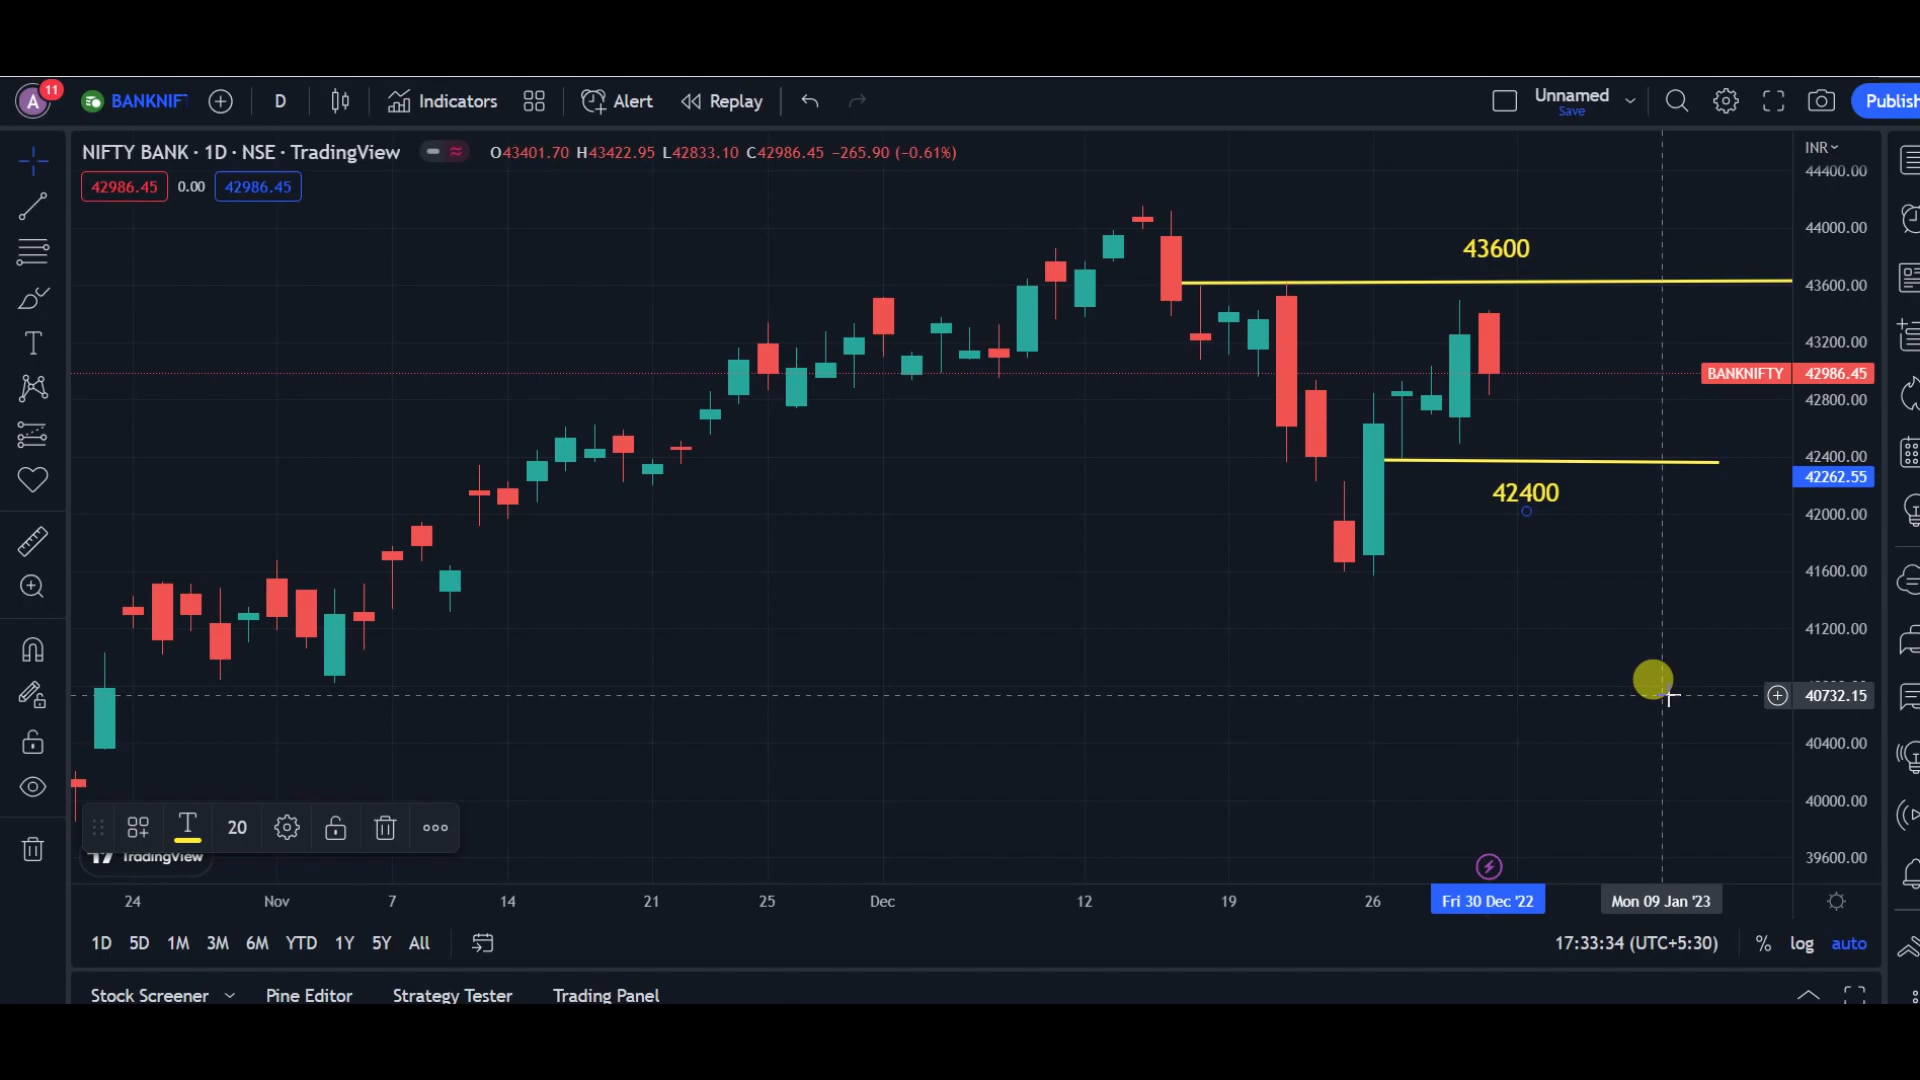 A 11 BANKNIF D Indicators Alert Replay Unnamed Save Publish
NIFTY BANK · 1D · NSE · TradingView O43401.70 H43422.95 L42833.10 C42986.45 −265.90 (−0.61%) INR
42986.45 0.00 42986.45
44400.00
44000.00
43600
43600.00
43200.00
BANKNIFTY 42986.45
42800.00
42400.00
42262.55
42400
42000.00
41600.00
41200.00
40732.15
40400.00
40000.00
T 20
TradingView
39600.00
24 Nov 7 14 21 25 Dec 12 19 26 Fri 30 Dec '22 Mon 09 Jan '23
1D 5D 1M 3M 6M YTD 1Y 5Y All 17:33:34 (UTC+5:30) % log auto
Stock Screener Pine Editor Strategy Tester Trading Panel